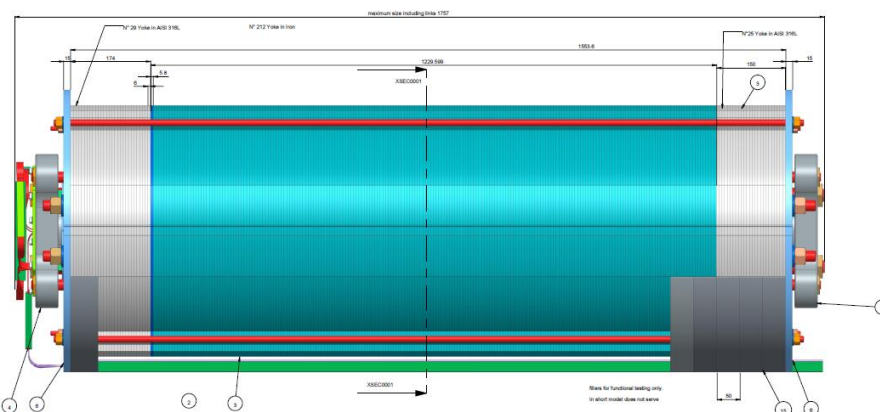 maximum size including links 1757
N° 29 Yoke in AISI 316L
N° 212 Yoke in Iron
N°25 Yoke in AISI 316L
1553.6
15
174
1229.599
150
15
5.8
6
XSEC0001
5
4
6
2
3
XSEC0001
fillers for functional testing only
in short model does not serve
50
15
6